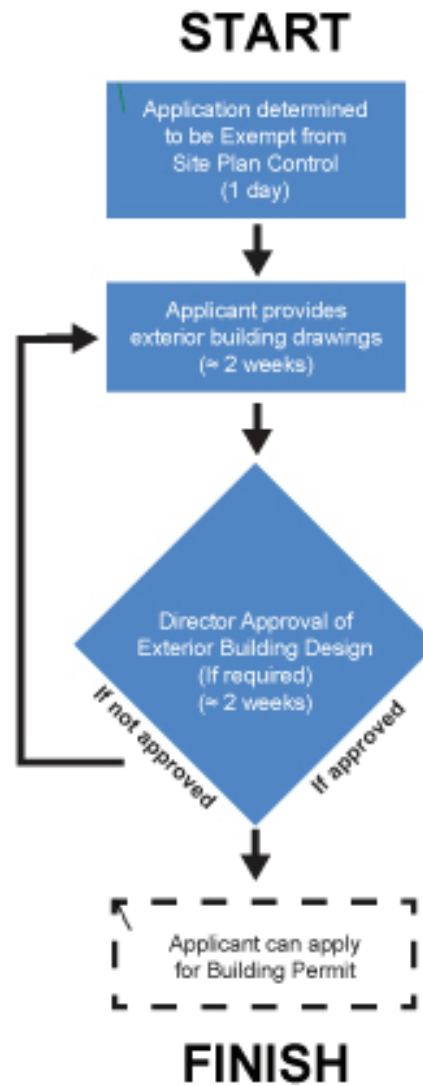 START
Application determined
to be Exempt from
Site Plan Control
(1 day)
Applicant provides
exterior building drawings
(≈ 2 weeks)
Director Approval of
Exterior Building Design
(If required)
(≈ 2 weeks)
If not approved
If approved
Applicant can apply
for Building Permit
FINISH